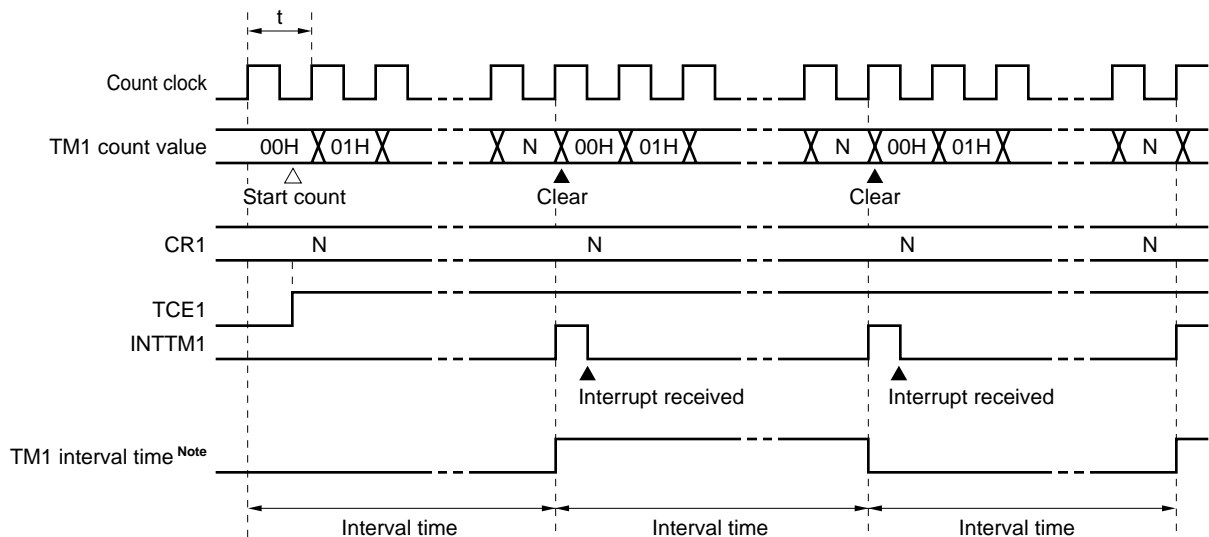 t
Count clock
TM1 count value 00H 01H N 00H 01H N 00H 01H N
Start count Clear Clear
CR1 N N N N
TCE1
INTTM1
Interrupt received Interrupt received
TM1 interval time Note
Interval time Interval time Interval time